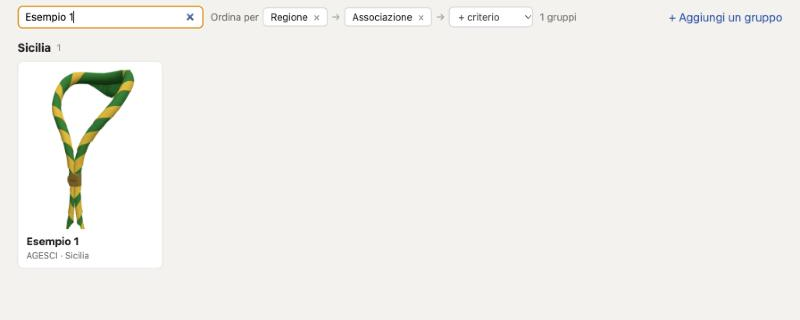 Esempio 1
Ordina per Regione × → Associazione × → + criterio 1 gruppi + Aggiungi un gruppo
Sicilia 1
Esempio 1
AGESCI · Sicilia